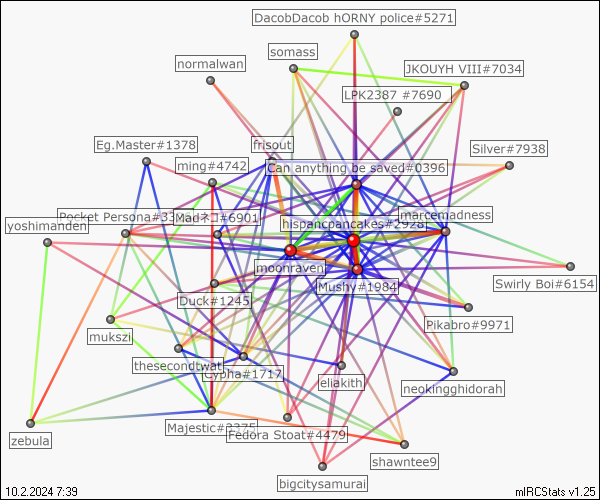 DacobDacob hORNY police#5271
somass
normalwan
JKOUYH VIII#7034
LPK2387 #7690
Eg.Master#1378
frisout
Silver#7938
ming#4742
Can anything be saved#0396
Pocket Persona#33
Madネコ#6901
marcemadness
yoshimanden
hispancpancakes#2928
moonraven
Swirly Boi#6154
Mushy#1984
Duck#1245
Pikabro#9971
mukszi
thesecondtwat
Cypha#1717
eliakith
neokingghidorah
zebula
Majestic#
Fedora Stoat#4479
shawntee9
bigcitysamurai
10.2.2024 7:39
mIRCStats v1.25